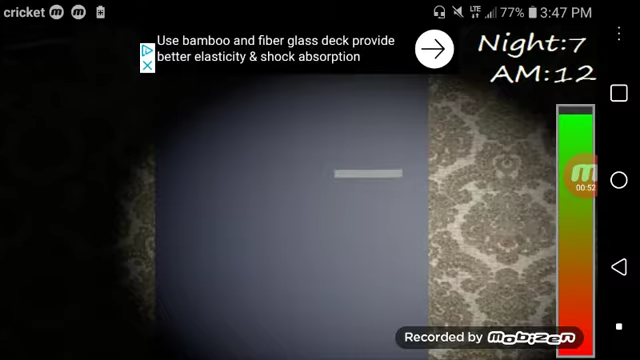 cricket
LTE
77%
3:47 PM
Use bamboo and fiber glass deck provide
better elasticity & shock absorption
Night:7
AM:12
00:52
Recorded by Mobizen